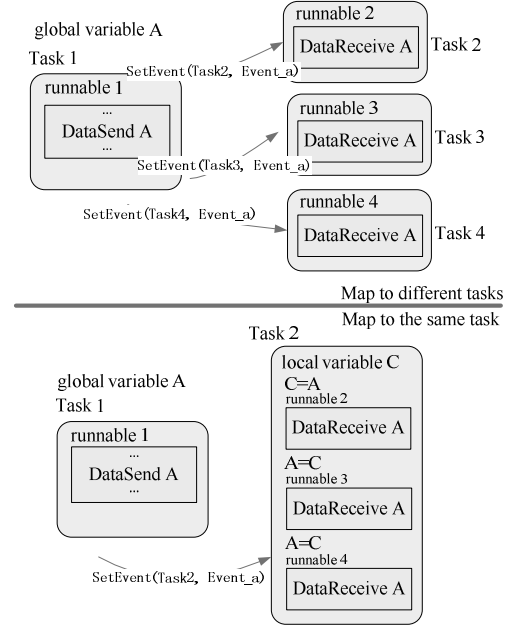 global variable A
Task 1
runnable 1
...
DataSend A
...
SetEvent(Task2, Event_a)
runnable 2
DataReceive A
Task 2
SetEvent(Task3, Event_a)
runnable 3
DataReceive A
Task 3
SetEvent(Task4, Event_a)
runnable 4
DataReceive A
Task 4
Map to different tasks
Map to the same task
global variable A
Task 1
runnable 1
...
DataSend A
...
SetEvent(Task2, Event_a)
Task 2
local variable C
C=A
runnable 2
DataReceive A
A=C
runnable 3
DataReceive A
A=C
runnable 4
DataReceive A